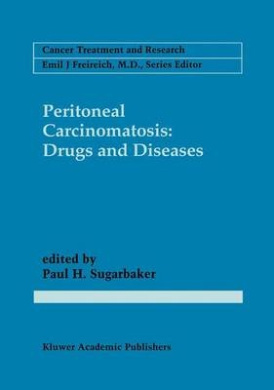 Cancer Treatment and Research
Emil J Freireich, M.D., Series Editor
Peritoneal
Carcinomatosis:
Drugs and Diseases
edited by
Paul H. Sugarbaker
Kluwer Academic Publishers